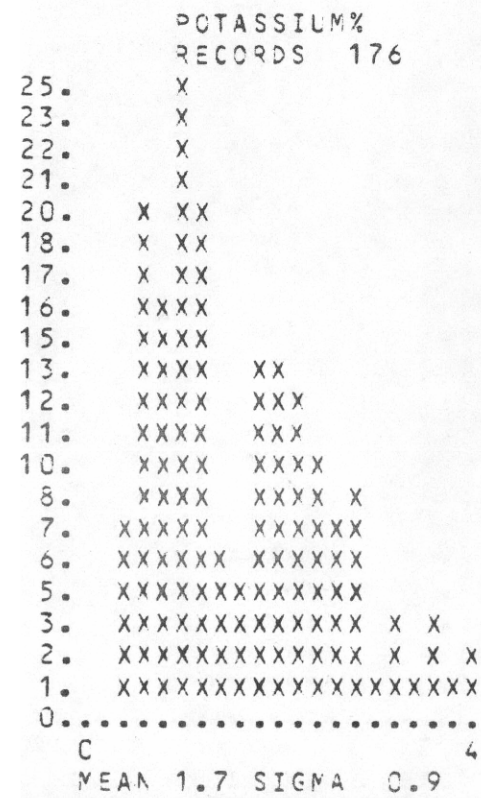 POTASSIUM%
RECORDS 176
25. X
23. X
22. X
21. X
20. X XX
18. X XX
17. X XX
16. XXXX
15. XXXX
13. XXXX  XX
12. XXXX  XXX
11. XXXX  XXX
10. XXXX  XXXX
8. XXXX  XXXX X
7. XXXXX  XXXXXX
6. XXXXXX XXXXXX
5. XXXXXXXXXXXXX
3. XXXXXXXXXXXXX X X
2. XXXXXXXXXXXXX X X X
1. XXXXXXXXXXXXXXXXXXX
0......................
0 4
MEAN 1.7 SIGMA 0.9